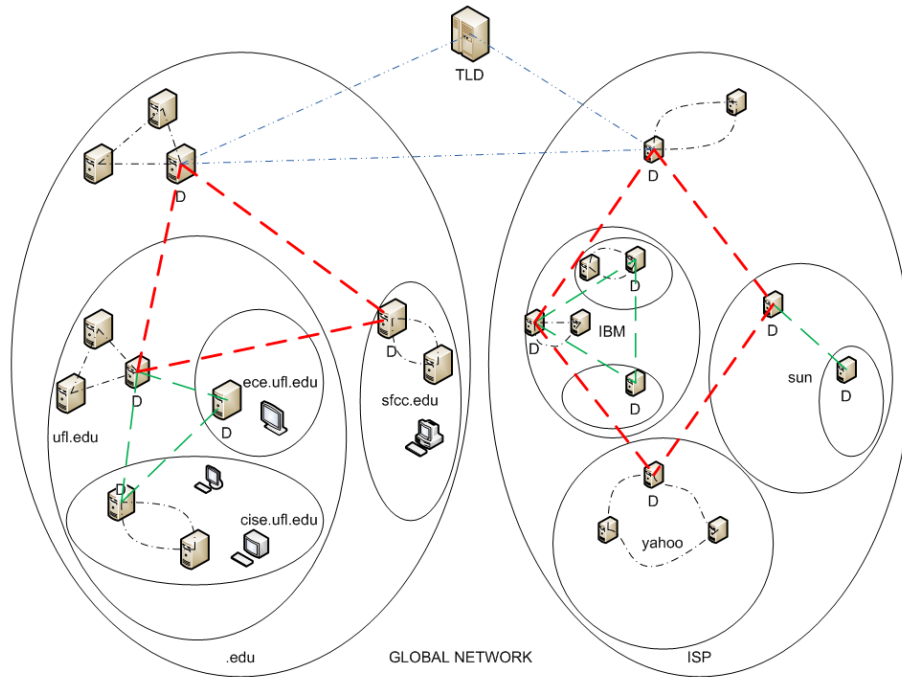 TLD
D
D
D
IBM
D
D
D
D
sun
ece.ufl.edu
sfcc.edu
D
D
D
ufl.edu
D
D
D
cise.ufl.edu
yahoo
.edu
GLOBAL NETWORK
ISP